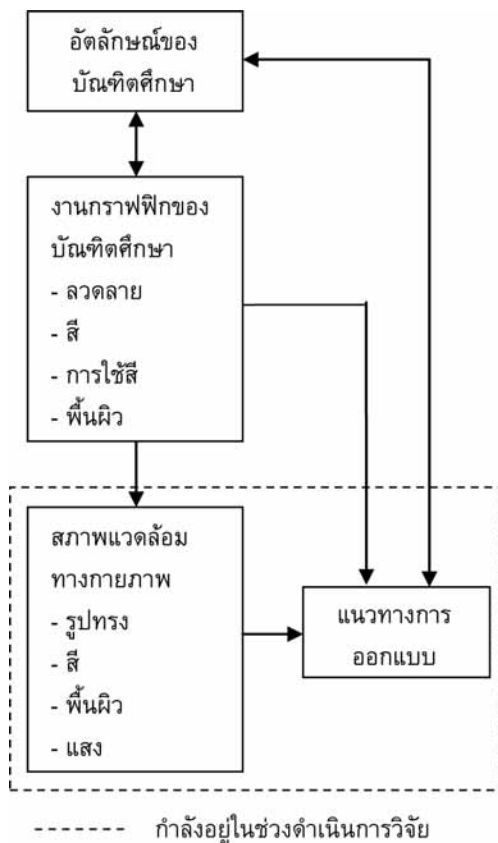 อัตลักษณ์ของ
บัณฑิตศึกษา
งานกราฟฟิกของ
บัณฑิตศึกษา
- ลวดลาย
- สี
- การใช้สี
- พื้นผิว
สภาพแวดล้อม
ทางกายภาพ
- รูปทรง
- สี
- พื้นผิว
- แสง
แนวทางการ
ออกแบบ
กำลังอยู่ในช่วงดำเนินการวิจัย